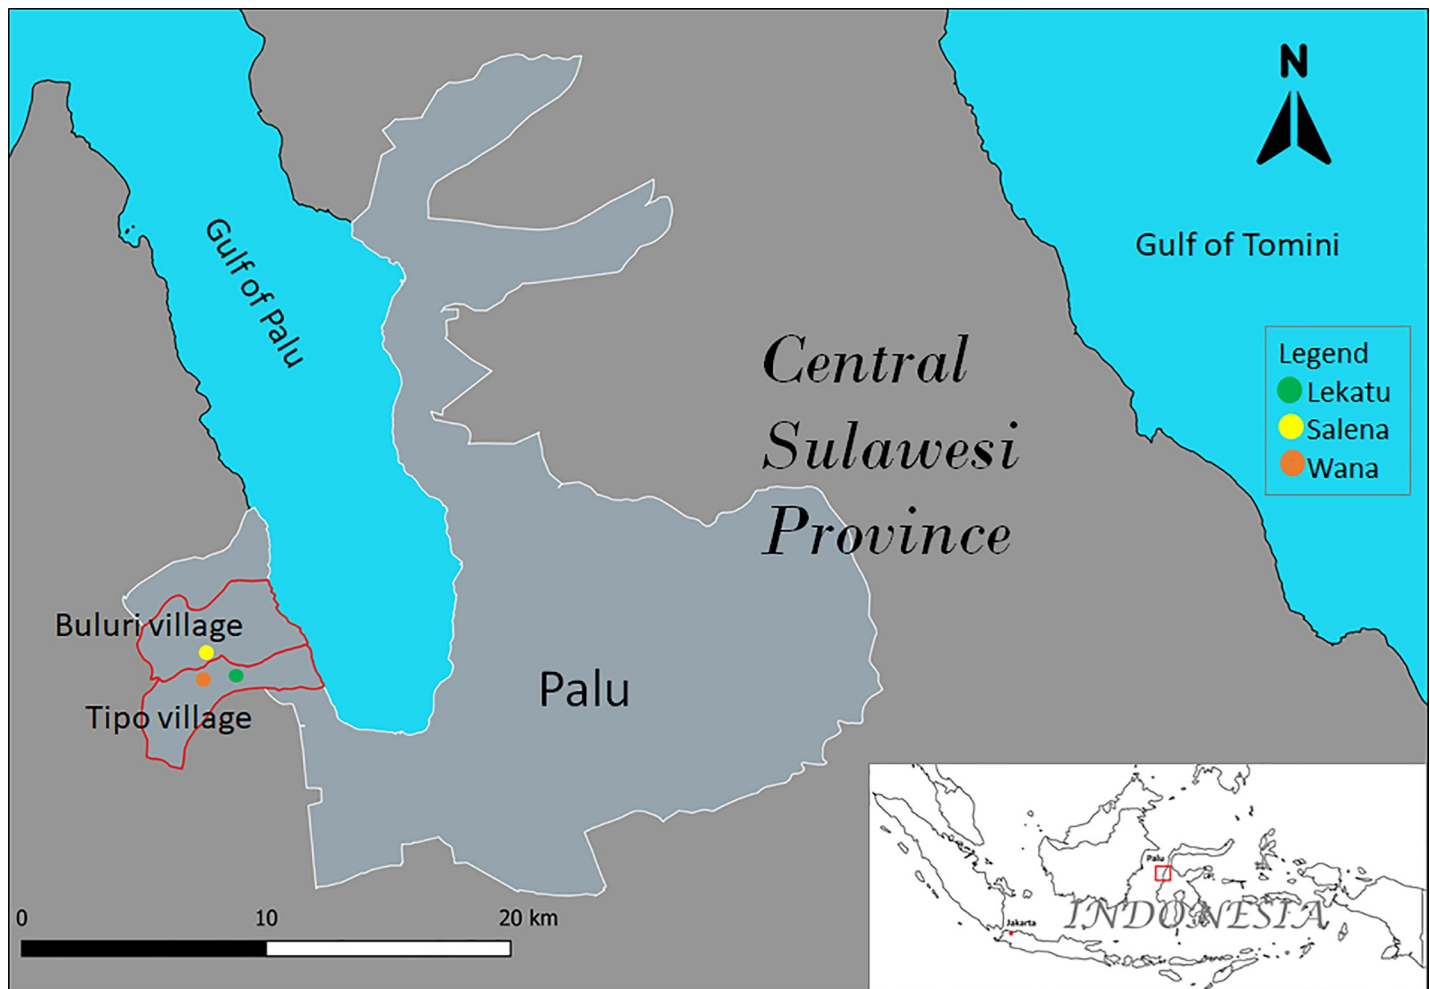 N
Gulf of Palu
Gulf of Tomini
Central
Sulawesi
Province
Legend
Lekatu
Salena
Wana
Buluri village
Tipo village
Palu
0 10 20 km
Palu
Jakarta
INDONESIA